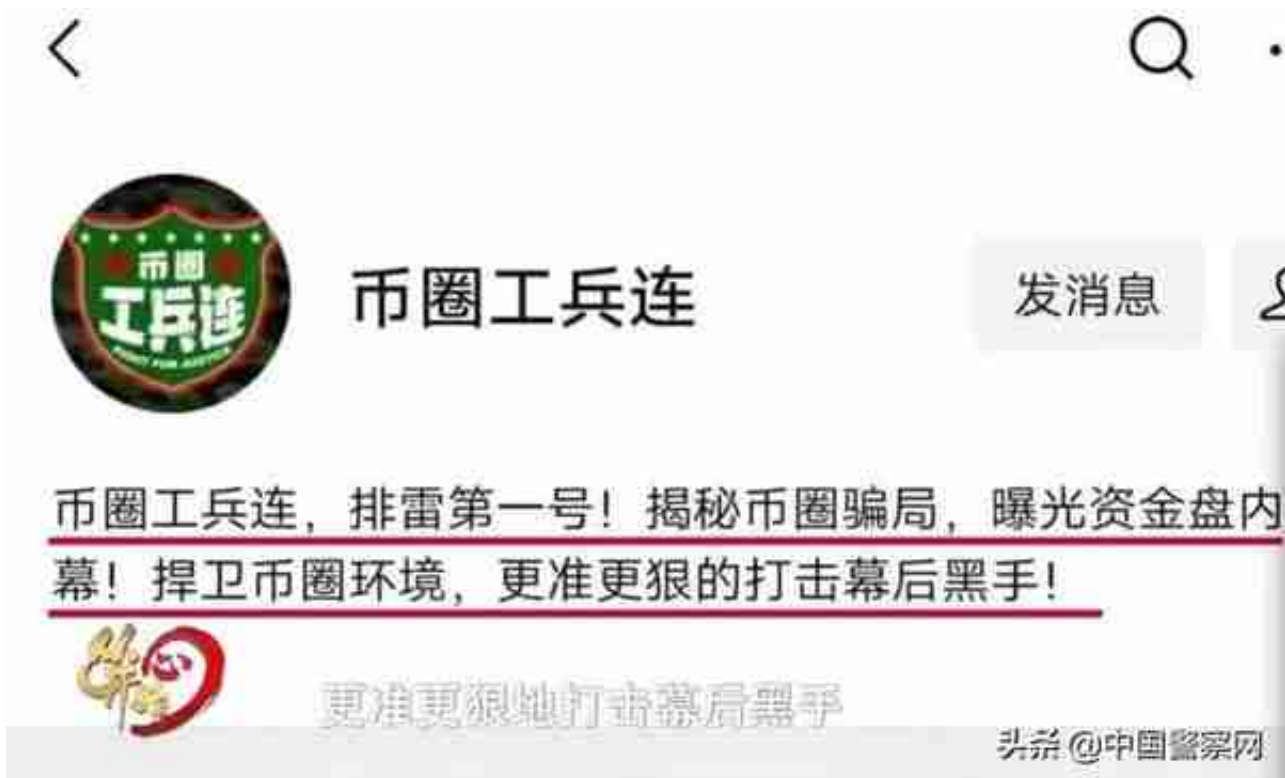 币圈
工兵连
FIGHT FOR JUSTICE
币圈工兵连
发消息
币圈工兵连，排雷第一号！揭秘币圈骗局，曝光资金盘内
幕！捍卫币圈环境，更准更狠的打击幕后黑手！
更准更狠地打击幕后黑手
头条 @中国警察网